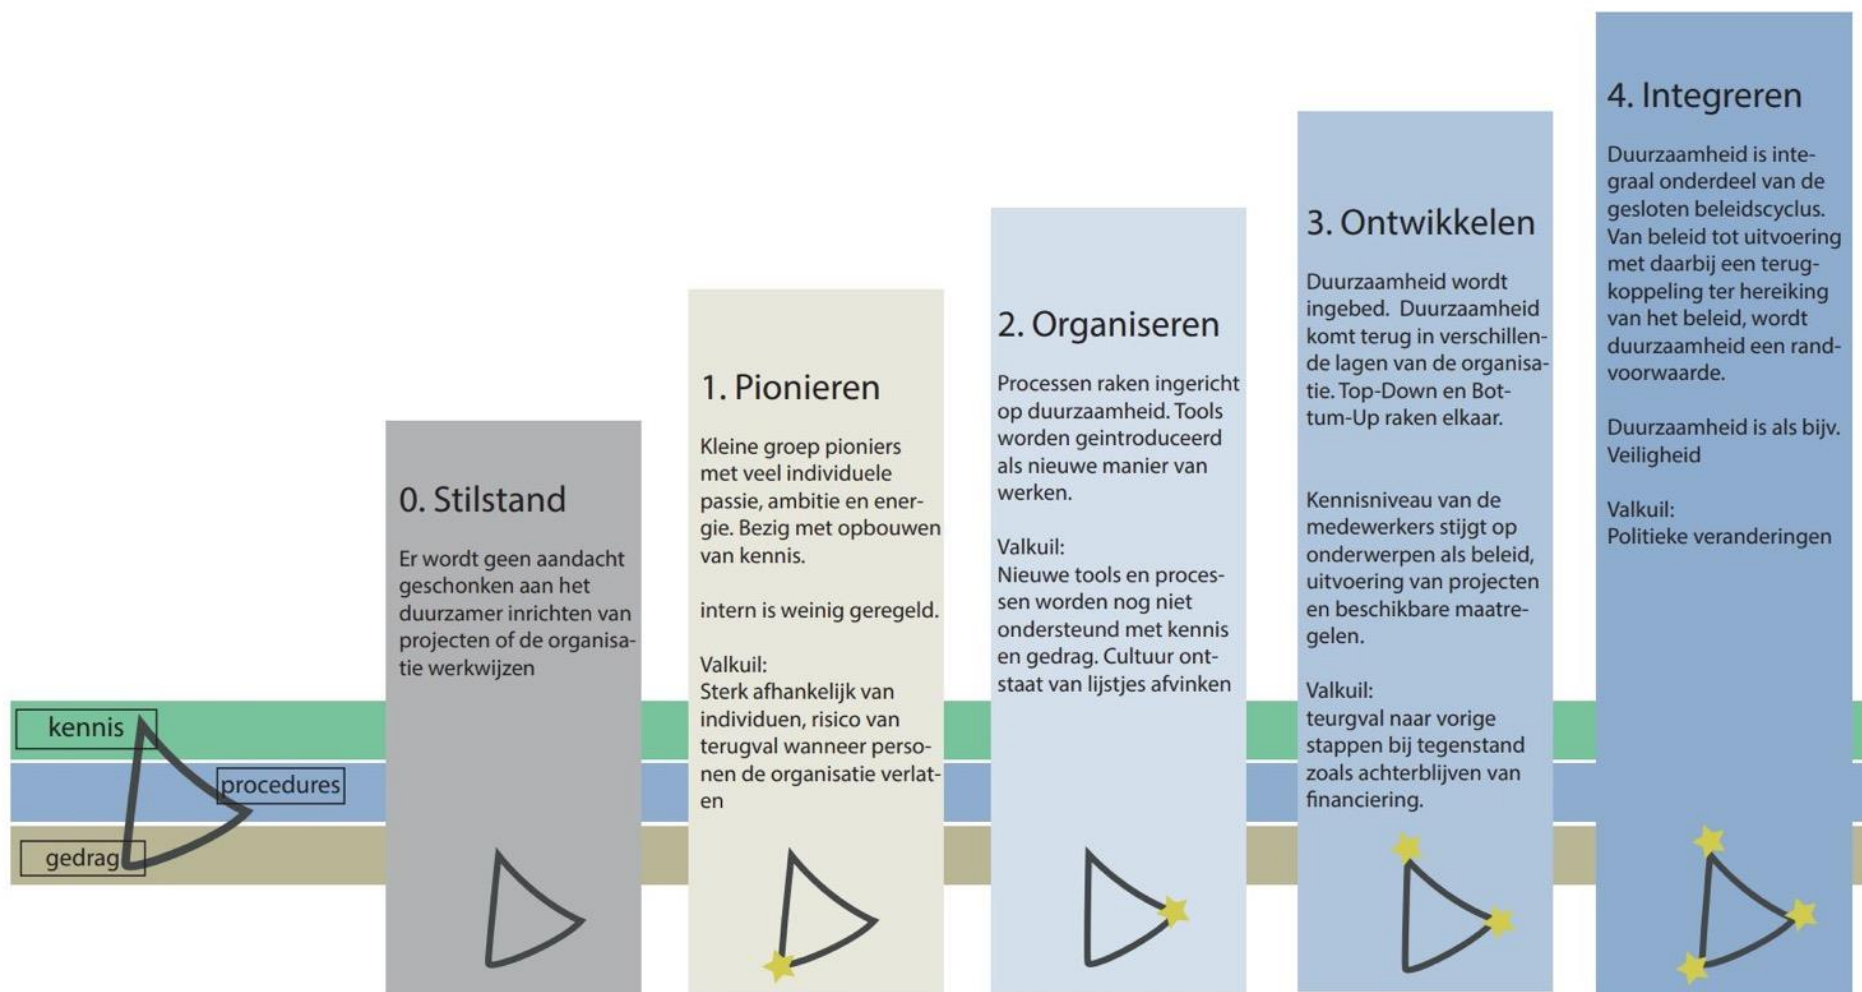 kennis
procedures
gedrag
0. Stilstand
Er wordt geen aandacht
geschonken aan het
duurzamer inrichten van
projecten of de organisa-
tie werkwijzen
1. Pionieren
Kleine groep pioniers
met veel individuele
passie, ambitie en ener-
gie. Bezig met opbouwen
van kennis.
intern is weinig geregeld.
Valkuil:
Sterk afhankelijk van
individuen, risico van
terugval wanneer perso-
nen de organisatie verlat-
en
2. Organiseren
Processen raken ingericht
op duurzaamheid. Tools
worden geintroduceerd
als nieuwe manier van
werken.
Valkuil:
Nieuwe tools en proces-
sen worden nog niet
ondersteund met kennis
en gedrag. Cultuur ont-
staat van lijstjes afvinken
3. Ontwikkelen
Duurzaamheid wordt
ingebed. Duurzaamheid
komt terug in verschillen-
de lagen van de organisa-
tie. Top-Down en Bot-
tum-Up raken elkaar.
Kennisniveau van de
medewerkers stijgt op
onderwerpen als beleid,
uitvoering van projecten
en beschikbare maatre-
gelen.
Valkuil:
teurgval naar vorige
stappen bij tegenstand
zoals achterblijven van
financiering.
4. Integreren
Duurzaamheid is inte-
graal onderdeel van de
gesloten beleidscyclus.
Van beleid tot uitvoering
met daarbij een terug-
koppeling ter hereiking
van het beleid, wordt
duurzaamheid een rand-
voorwaarde.
Duurzaamheid is als bijv.
Veiligheid
Valkuil:
Politieke veranderingen